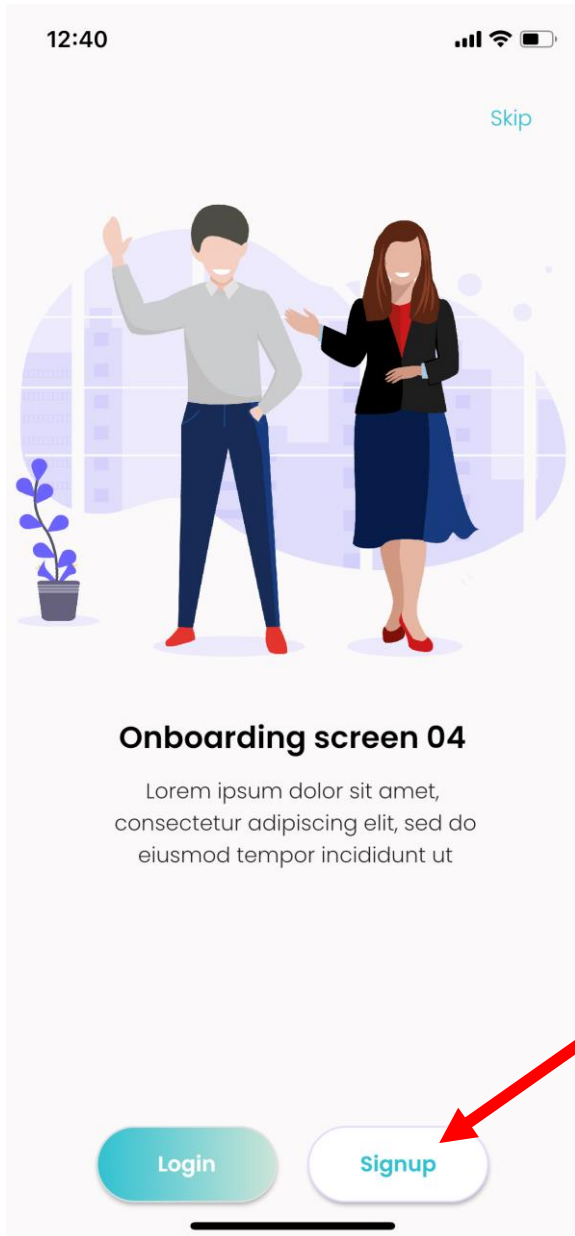 12:40
Skip
Onboarding screen 04
Lorem ipsum dolor sit amet,
consectetur adipiscing elit, sed do
eiusmod tempor incididunt ut
Login
Signup